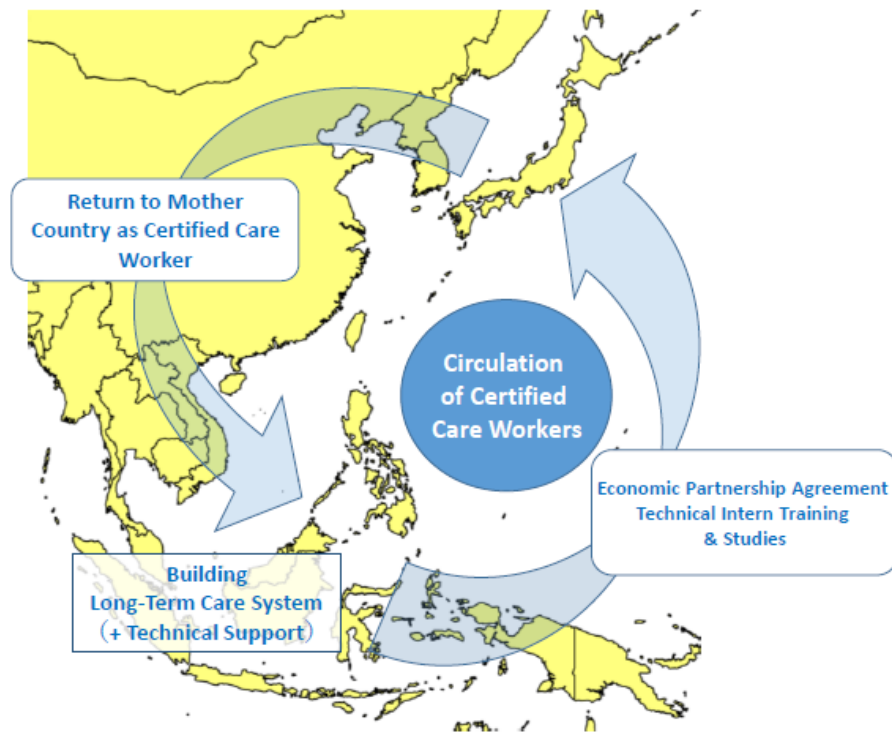 Return to Mother
Country as Certified Care
Worker
Circulation
of Certified
Care Workers
Economic Partnership Agreement
Technical Intern Training
& Studies
Building
Long-Term Care System
（+ Technical Support）